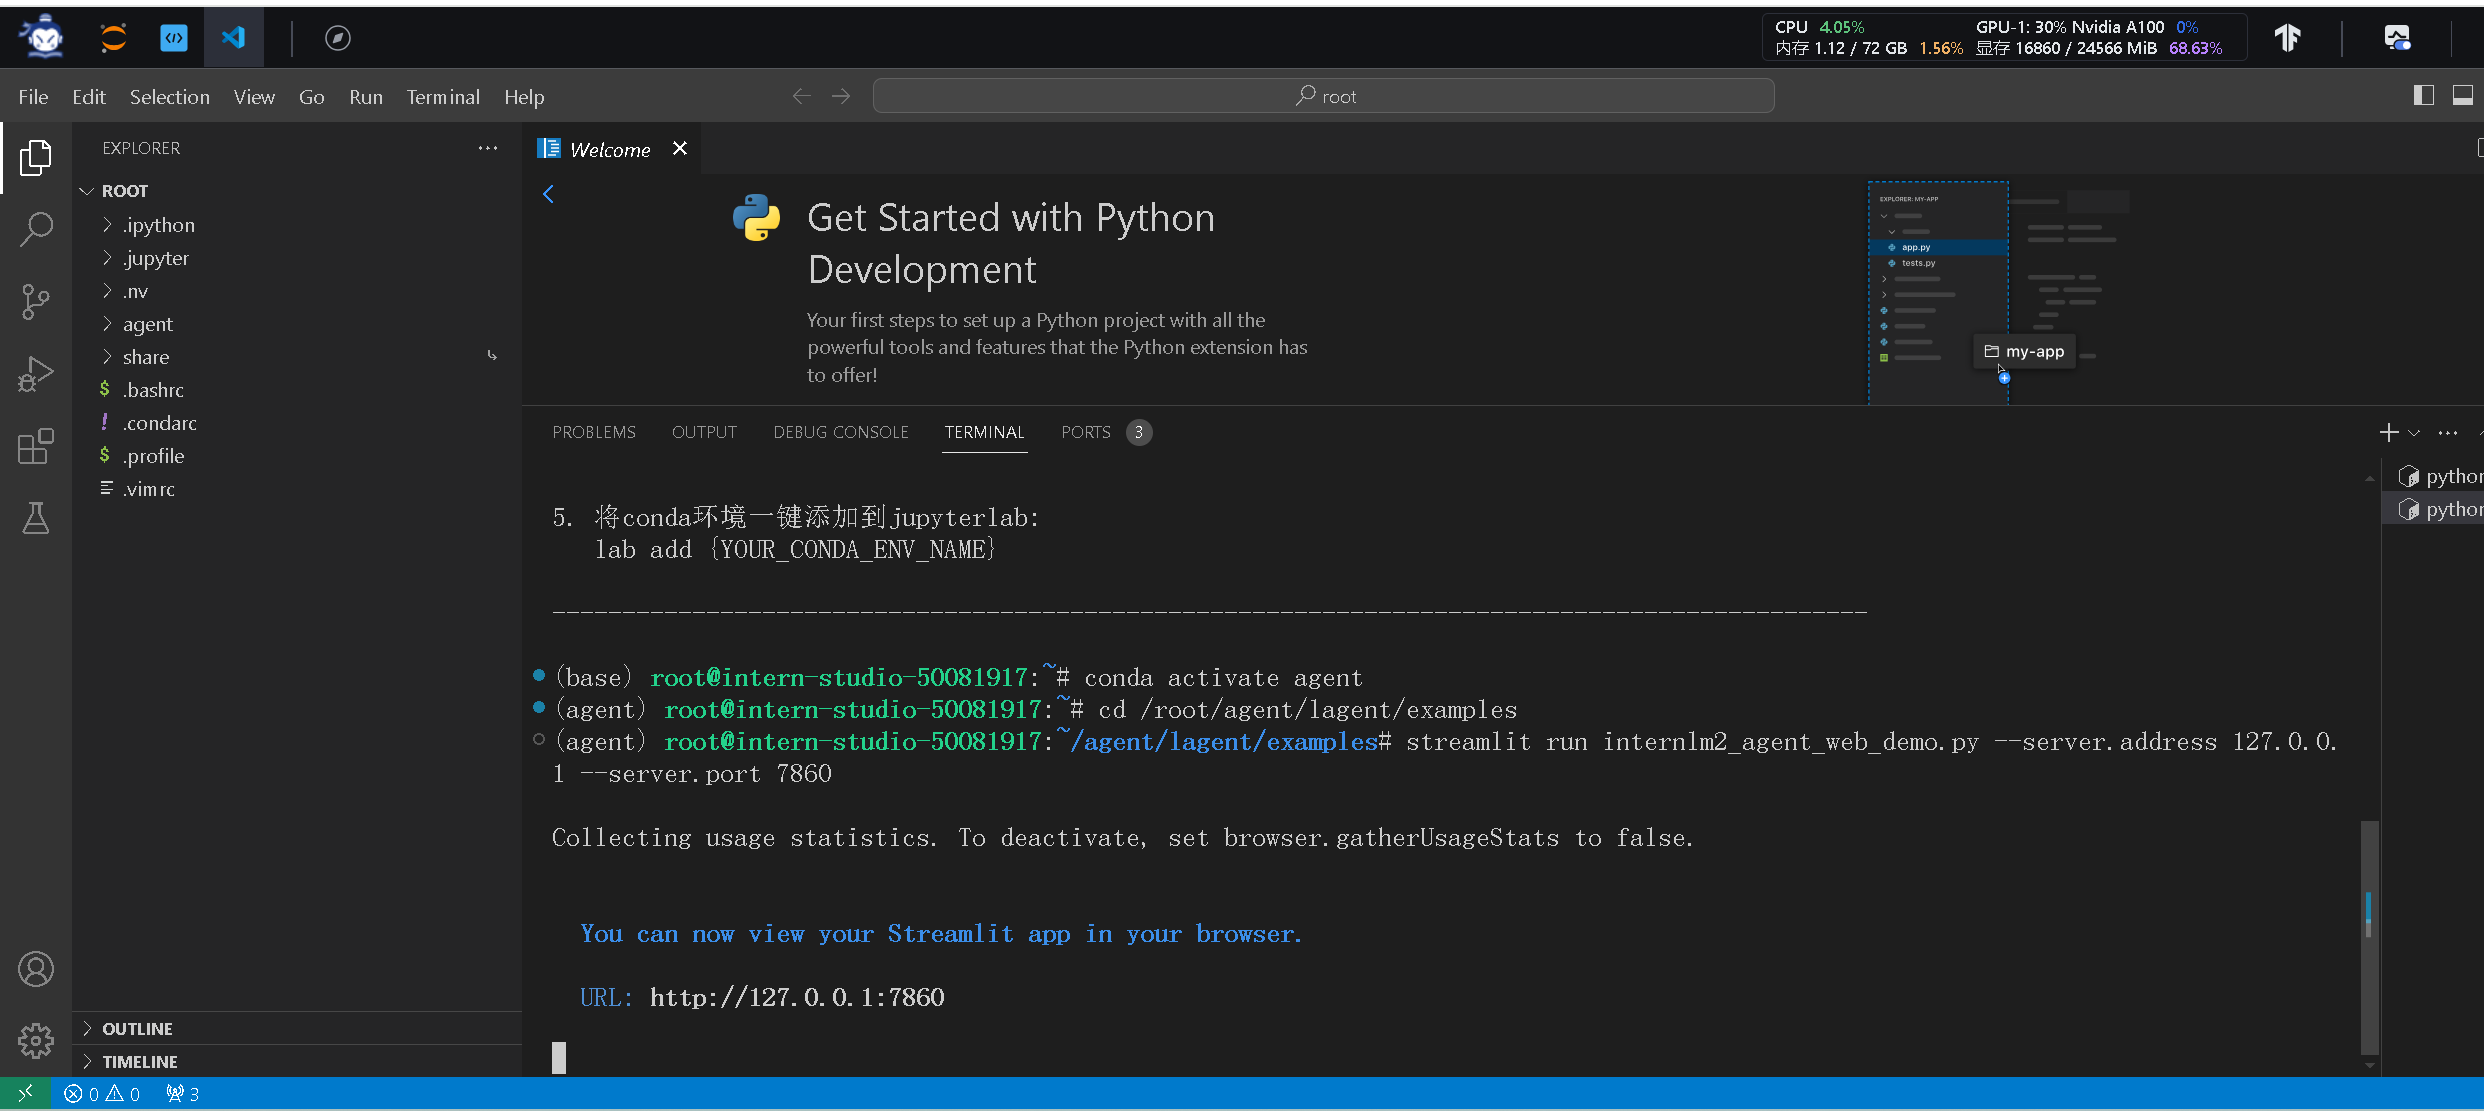 CPU 4.05% GPU-1: 30% Nvidia A100 0%
内存 1.12 / 72 GB 1.56% 显存 16860 / 24566 MiB 68.63%
File Edit Selection View Go Run Terminal Help root
EXPLORER
Welcome
ROOT
.ipython
.jupyter
.nv
agent
share
.bashrc
.condarc
.profile
.vimrc
OUTLINE
TIMELINE
Get Started with Python
Development
Your first steps to set up a Python project with all the
powerful tools and features that the Python extension has
to offer!
EXPLORER: MY-APP
app.py
tests.py
my-app
PROBLEMS OUTPUT DEBUG CONSOLE TERMINAL PORTS 3
5. 将conda环境一键添加到jupyterlab:
lab add {YOUR_CONDA_ENV_NAME}
----------------------------------------------------------------------------------------------
(base) root@intern-studio-50081917:~# conda activate agent
(agent) root@intern-studio-50081917:~# cd /root/agent/lagent/examples
(agent) root@intern-studio-50081917:~/agent/lagent/examples# streamlit run internlm2_agent_web_demo.py --server.address 127.0.0.
1 --server.port 7860
Collecting usage statistics. To deactivate, set browser.gatherUsageStats to false.
You can now view your Streamlit app in your browser.
URL: http://127.0.0.1:7860
0 0 3